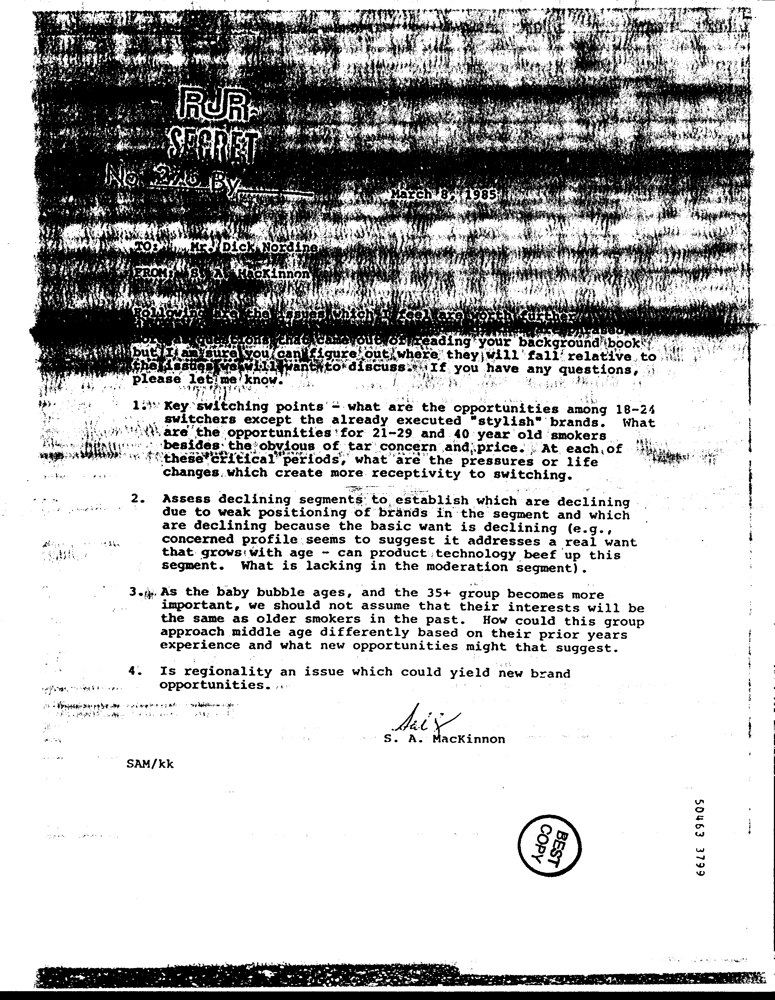 RJR
SECRET
No. By
March 8, 1985
TO: Mr. Dick Nordine
FROM: S. A. MacKinnon
Following are the issues which I feel are worth further
questions that came out of reading your background book
but I am sure you can figure out where they will fall relative to
the issues we will want to discuss. If you have any questions,
please let me know.
1. Key switching points - what are the opportunities among 18-24
switchers except the already executed "stylish" brands. What
are the opportunities for 21-29 and 40 year old smokers
besides the obvious of tar concern and price. At each of
these critical periods, what are the pressures or life
changes which create more receptivity to switching.
2. Assess declining segments to establish which are declining
due to weak positioning of brands in the segment and which
are declining because the basic want is declining (e.g.,
concerned profile seems to suggest it addresses a real want
that grows with age - can product technology beef up this
segment. What is lacking in the moderation segment).
3. As the baby bubble ages, and the 35+ group becomes more
important, we should not assume that their interests will be
the same as older smokers in the past. How could this group
approach middle age differently based on their prior years
experience and what new opportunities might that suggest.
4. Is regionality an issue which could yield new brand
opportunities.
S. A. MacKinnon
SAM/kk
BEST
COPY
50463 3799